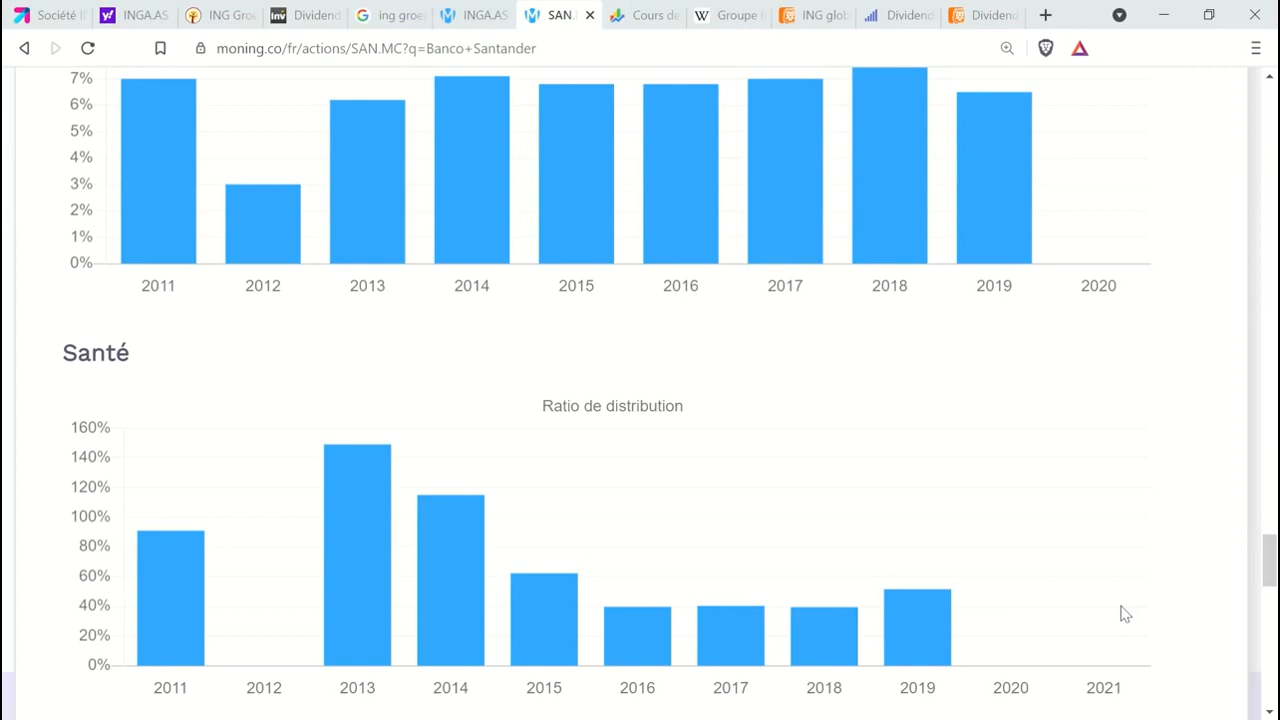 Société I
INGA.AS
ING Grou
Dividend
ing groe
INGA.AS
SAN.
Cours de
Groupe
ING glob
Dividend
Dividend
moning.co/fr/actions/SAN.MC?q=Banco+Santander
7%
6%
5%
4%
3%
2%
1%
0%
2011 2012 2013 2014 2015 2016 2017 2018 2019 2020
Santé
Ratio de distribution
160%
140%
120%
100%
80%
60%
40%
20%
0%
2011 2012 2013 2014 2015 2016 2017 2018 2019 2020 2021